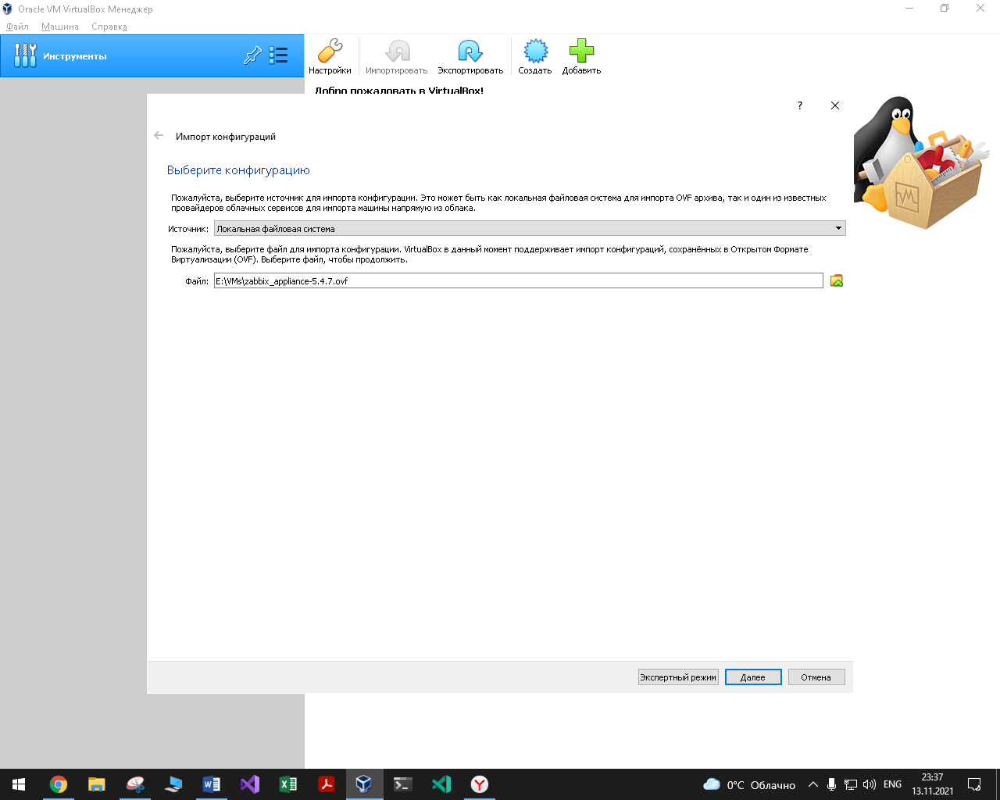 Oracle VM VirtualBox Менеджер
Файл Машина Справка
Инструменты
Настройки Импортировать Экспортировать Создать Добавить
Добро пожаловать в VirtualBox!
?
Импорт конфигураций
Выберите конфигурацию
Пожалуйста, выберите источник для импорта конфигурации. Это может быть как локальная файловая система для импорта OVF архива, так и один из известных
провайдеров облачных сервисов для импорта машины напрямую из облака.
Источник: Локальная файловая система
Пожалуйста, выберите файл для импорта конфигурации. VirtualBox в данный момент поддерживает импорт конфигураций, сохранённых в Открытом Формате
Виртуализации (OVF). Выберите файл, чтобы продолжить.
Файл: E:\VMs\zabbix_appliance-5.4.7.ovf
Экспертный режим Далее Отмена
0°C Облачно ENG 23:37
13.11.2021